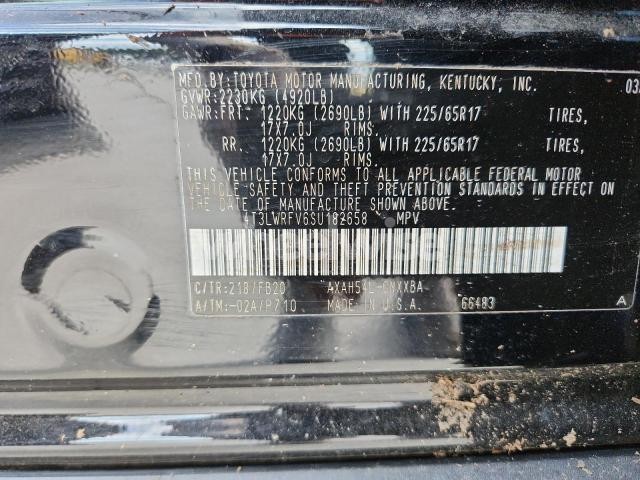 MFD.BY:TOYOTA MOTOR MANUFACTURING, KENTUCKY, INC. 03
GVWR:2230KG (4920LB)
GAWR:FRT. 1220KG (2690LB) WITH 225/65R17 TIRES,
17X7.0J RIMS.
RR. 1220KG (2690LB) WITH 225/65R17 TIRES,
17X7.0J RIMS.
THIS VEHICLE CONFORMS TO ALL APPLICABLE FEDERAL MOTOR
VEHICLE SAFETY AND THEFT PREVENTION STANDARDS IN EFFECT ON
THE DATE OF MANUFACTURE SHOWN ABOVE.
4T3LWRFV6SU182658 MPV
C/TR:218/FB20 AXAH54L-CNXXBA
A/TM:-02A/P710 MADE IN U.S.A. 66483 A